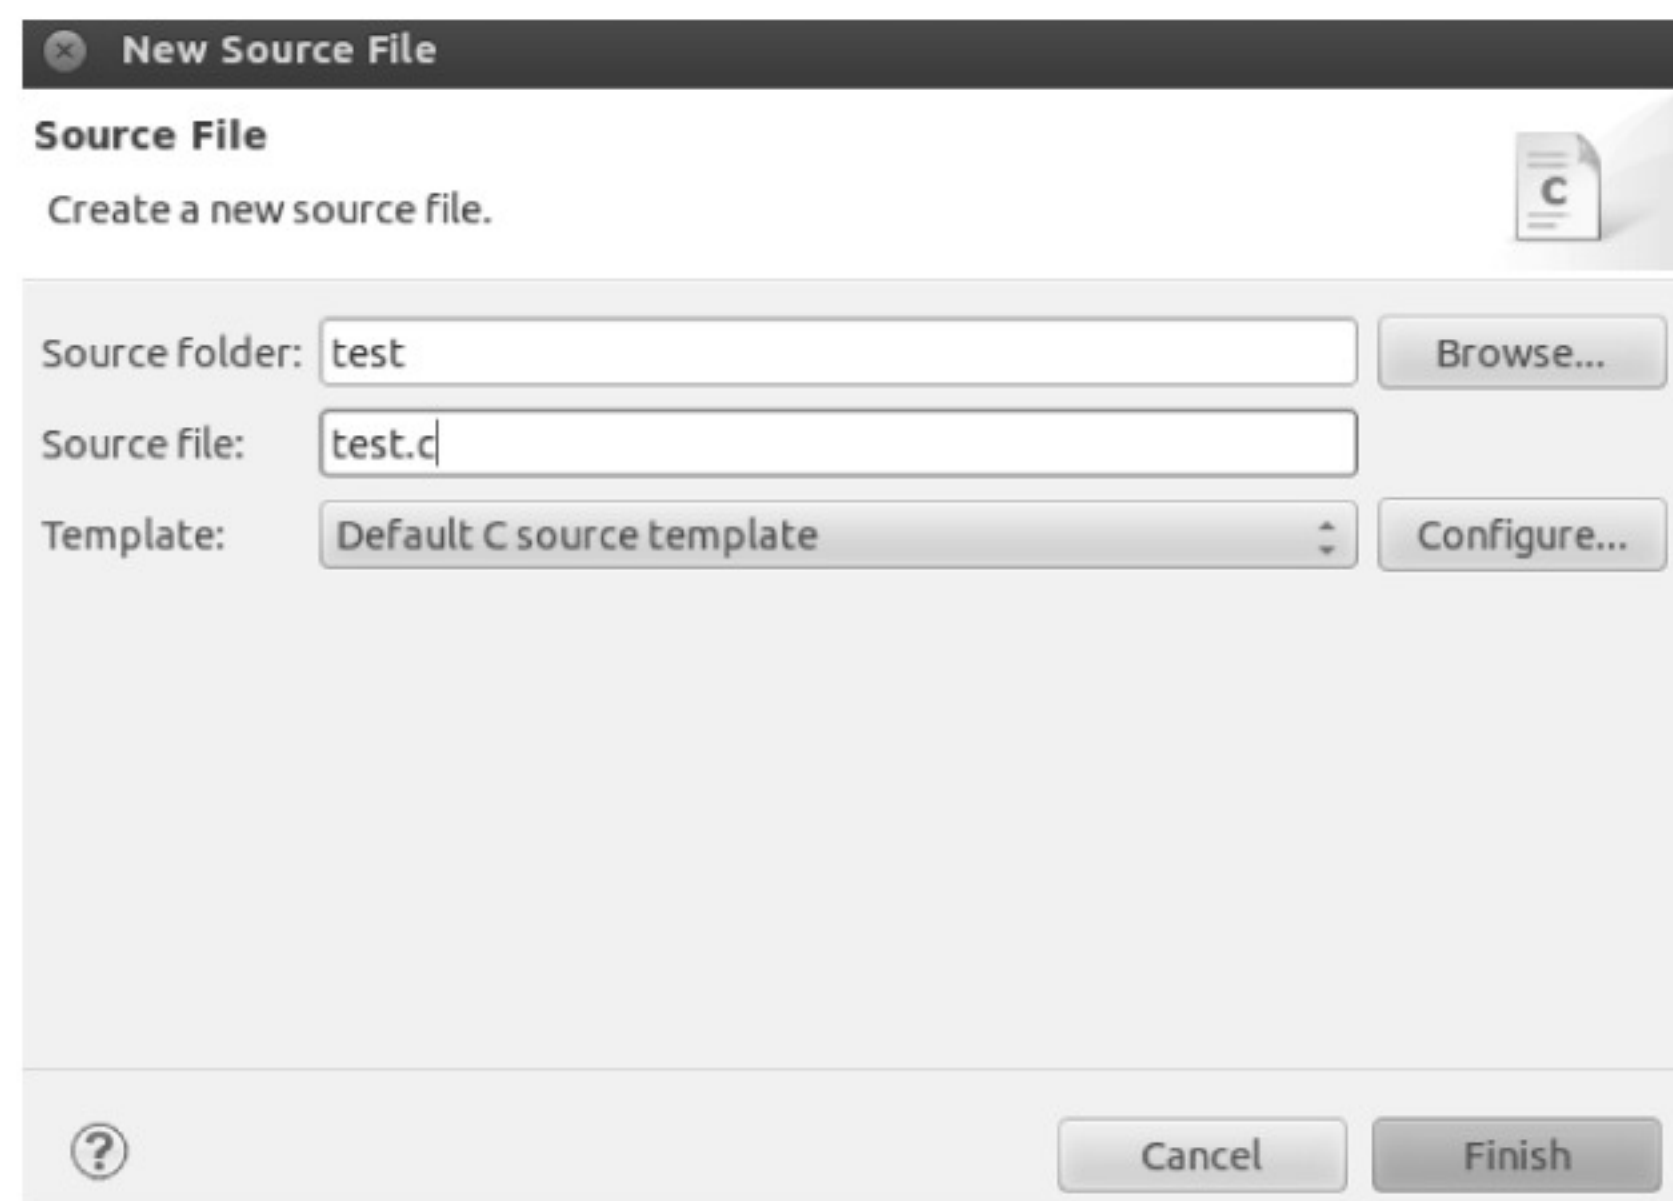 New Source File
Source File
Create a new source file.
C
Source folder: test Browse...
Source file: test.c
Template: Default C source template Configure...
? Cancel Finish